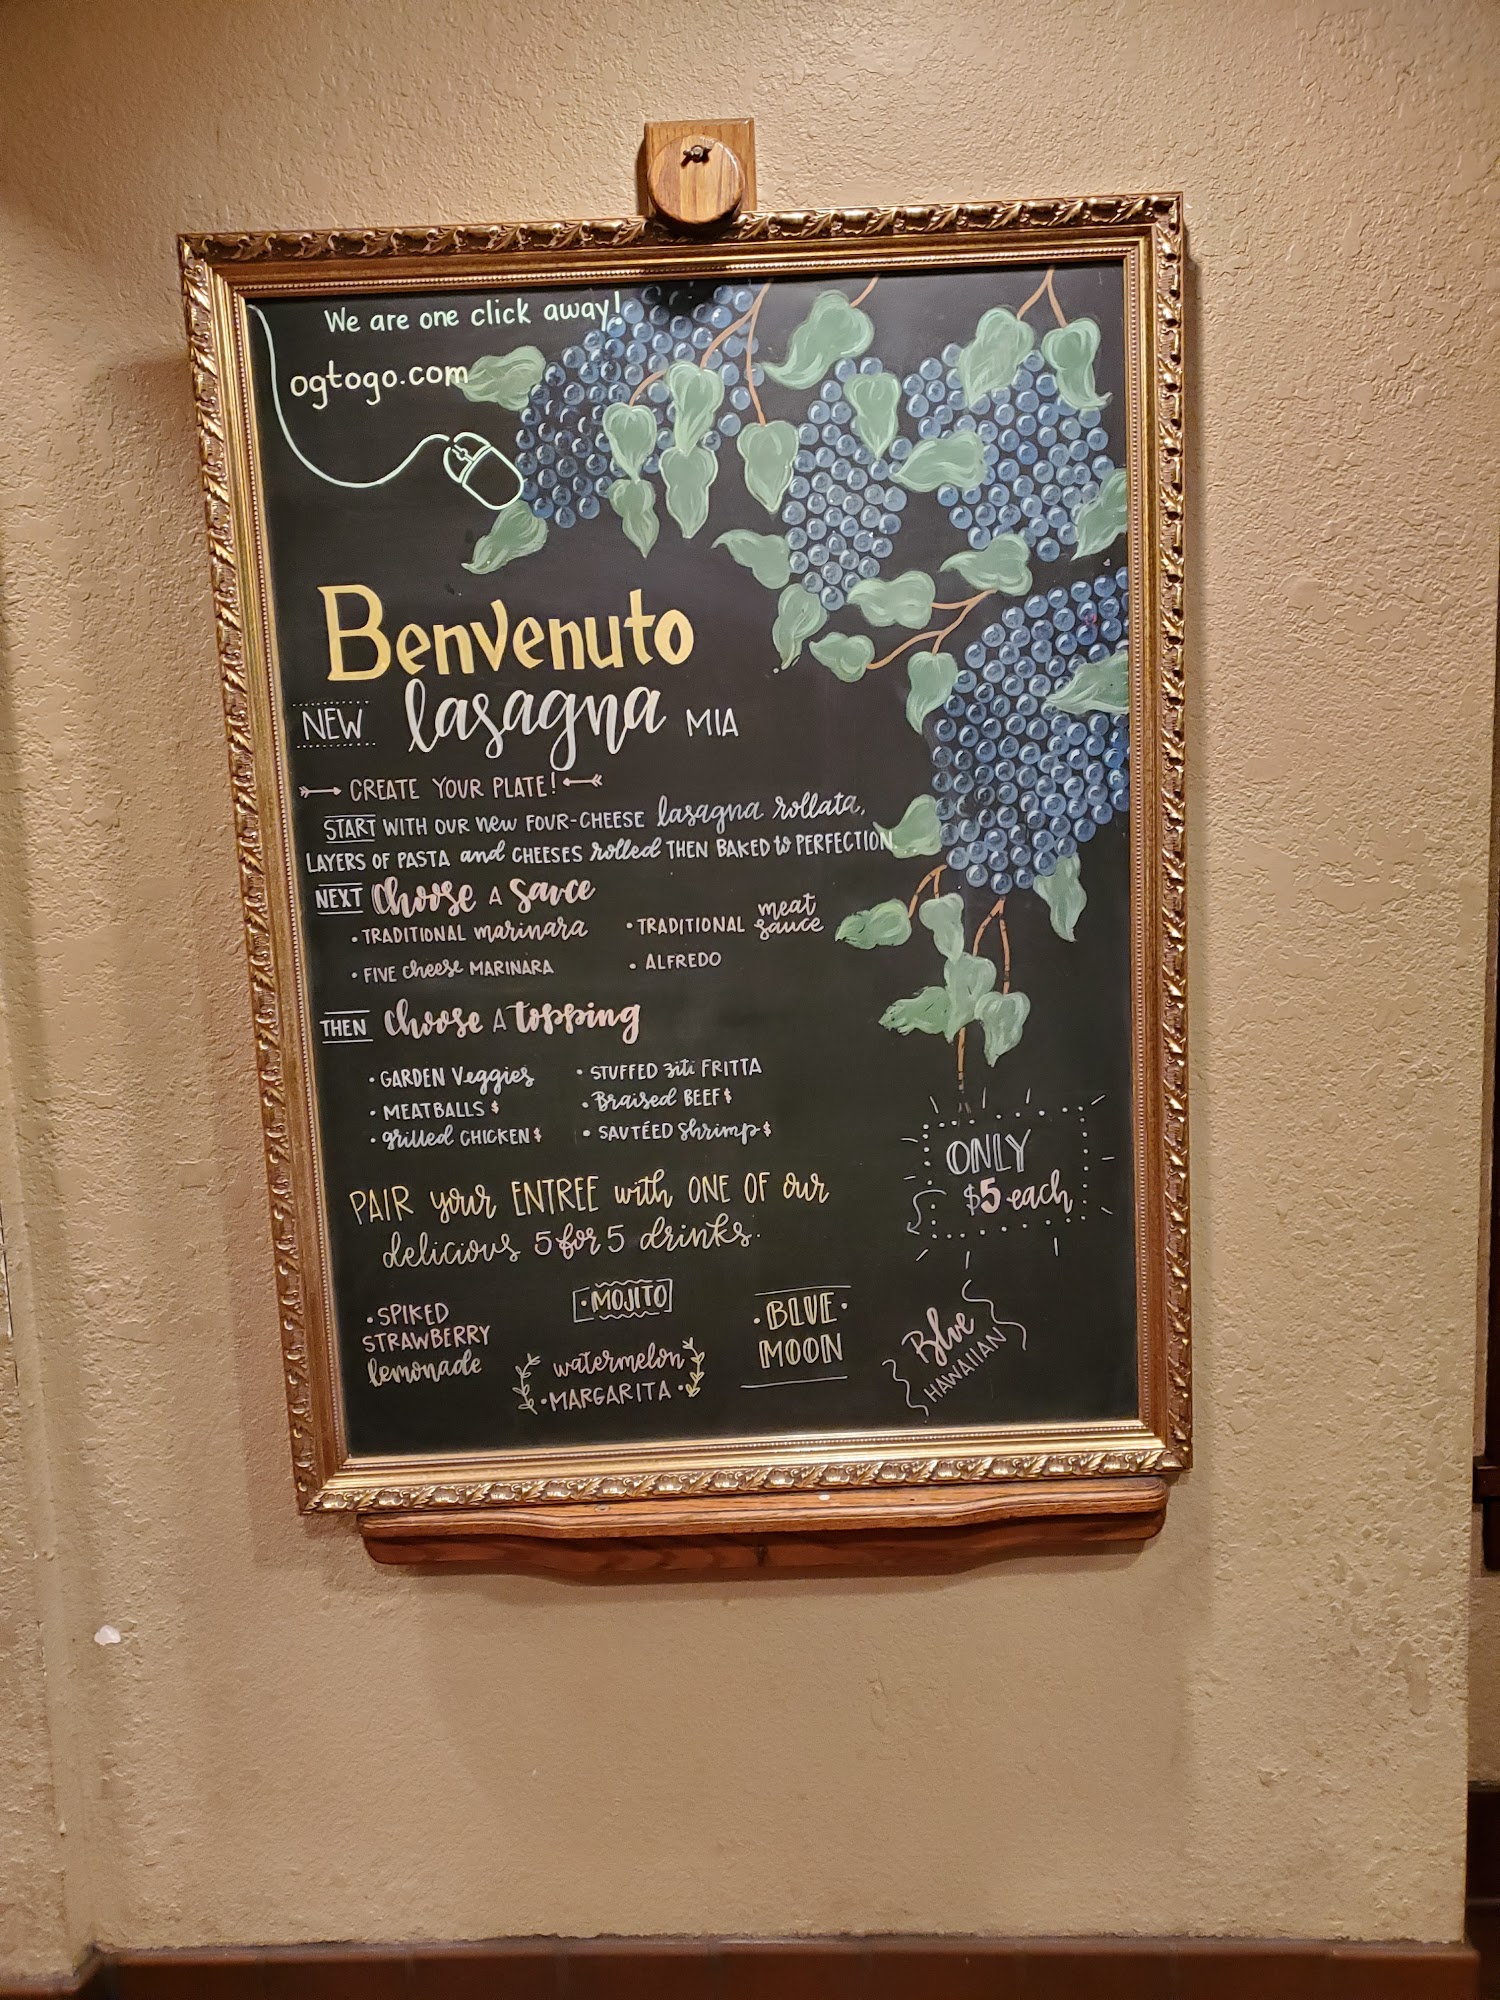 We are one click away!
ogtogo.com
Benvenuto
NEW lasagna MIA
CREATE YOUR PLATE!
START WITH OUR new FOUR-CHEESE lasagna rollata,
LAYERS OF PASTA and CHEESES rolled THEN BAKED to PERFECTION.
NEXT choose A sauce
• TRADITIONAL marinara • TRADITIONAL meat sauce
• FIVE cheese MARINARA • ALFREDO
THEN choose A topping
• GARDEN Veggies • STUFFED ziti FRITTA
• MEATBALLS $ • Braised BEEF $
• grilled CHICKEN $ • SAUTÉED shrimp $
ONLY
$5 each
PAIR your ENTREE with ONE OF our
delicious 5 for 5 drinks.
• SPIKED
STRAWBERRY
lemonade
• MOJITO
watermelon
• MARGARITA •
• BLUE •
MOON
Blue
HAWAIIAN